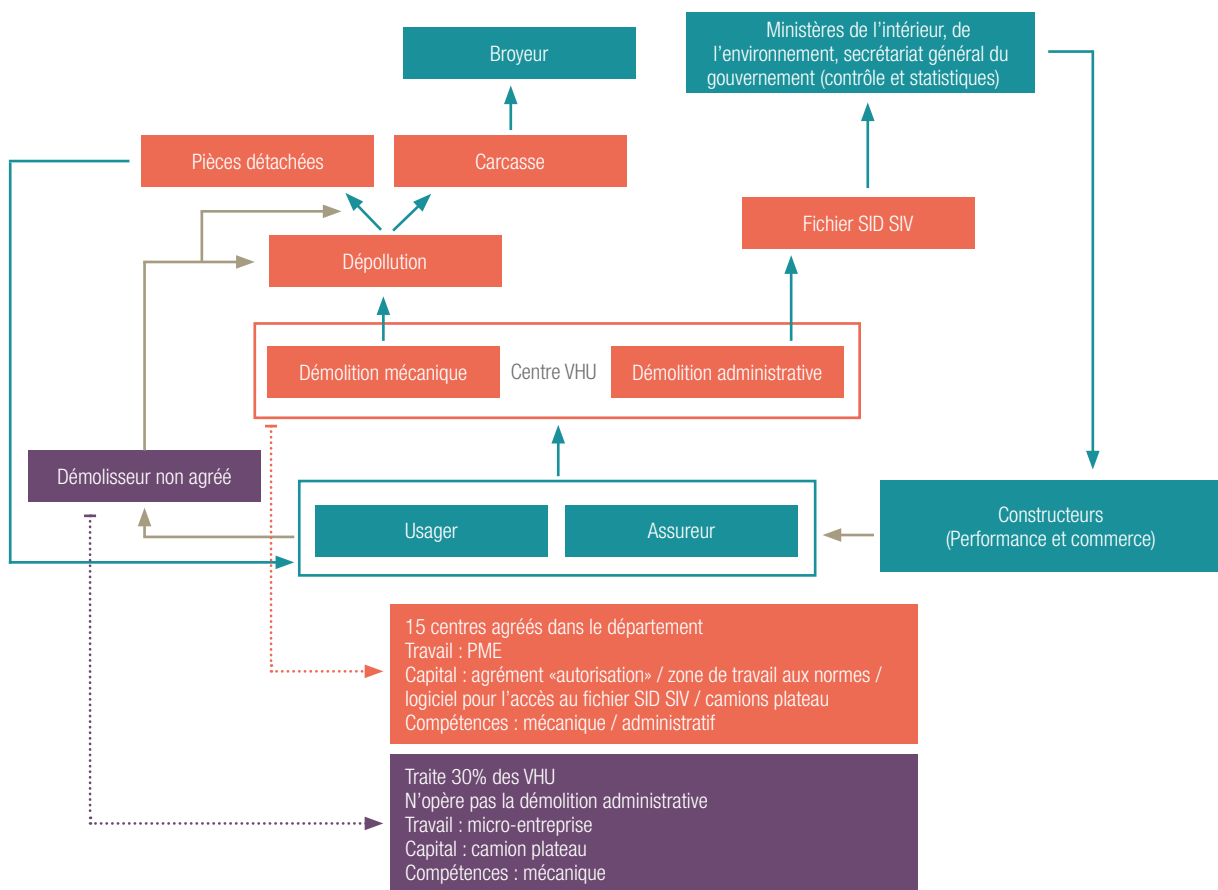 Ministères de l’intérieur, de
l’environnement, secrétariat général du
gouvernement (contrôle et statistiques)
Broyeur
Pièces détachées
Carcasse
Fichier SID SIV
Dépollution
Démolition mécanique
Centre VHU
Démolition administrative
Démolisseur non agréé
Usager
Assureur
Constructeurs
(Performance et commerce)
15 centres agréés dans le département
Travail : PME
Capital : agrément «autorisation» / zone de travail aux normes /
logiciel pour l’accès au fichier SID SIV / camions plateau
Compétences : mécanique / administratif
Traite 30% des VHU
N’opère pas la démolition administrative
Travail : micro-entreprise
Capital : camion plateau
Compétences : mécanique